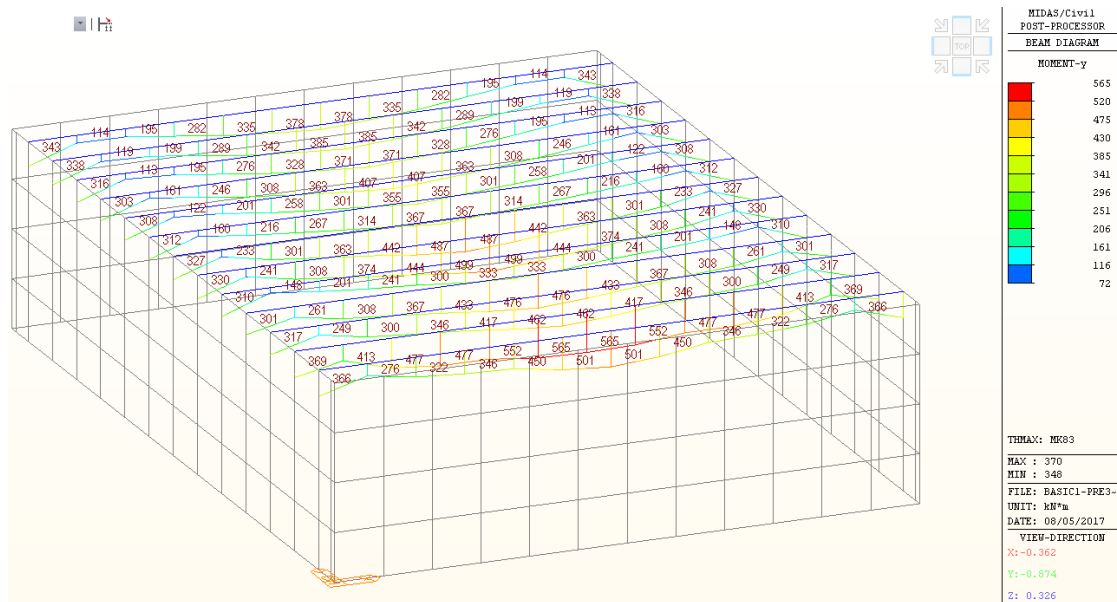 MIDAS/Civil
POST-PROCESSOR
BEAM DIAGRAM
MOMENT-y
565
520
475
430
385
341
296
251
206
161
116
72
THMAX: MK83
MAX : 370
MIN : 348
FILE: BASIC1-PRE3~
UNIT: kN*m
DATE: 08/05/2017
VIEW-DIRECTION
X:-0.362
Y:-0.874
Z: 0.326
TOP
11
343 114 195 282 335 378 378 335 282 195 114 343
338 119 199 289 342 385 385 342 289 199 119 338
316 113 195 276 328 371 371 328 276 195 113 316
303 161 246 308 363 407 407 363 308 246 161 303
308 122 201 258 301 355 355 301 258 201 122 308
312 160 216 267 314 367 367 314 267 216 160 312
327 233 301 363 442 487 487 442 363 301 233 327
330 241 308 374 444 499 499 444 374 308 241 330
310 148 201 241 300 333 333 300 241 201 148 310
301 261 308 367 433 476 476 433 367 308 261 301
317 249 300 346 417 462 462 417 346 300 249 317
369 413 477 477 552 565 565 552 477 477 413 369
366 276 322 346 450 501 501 450 346 322 276 366